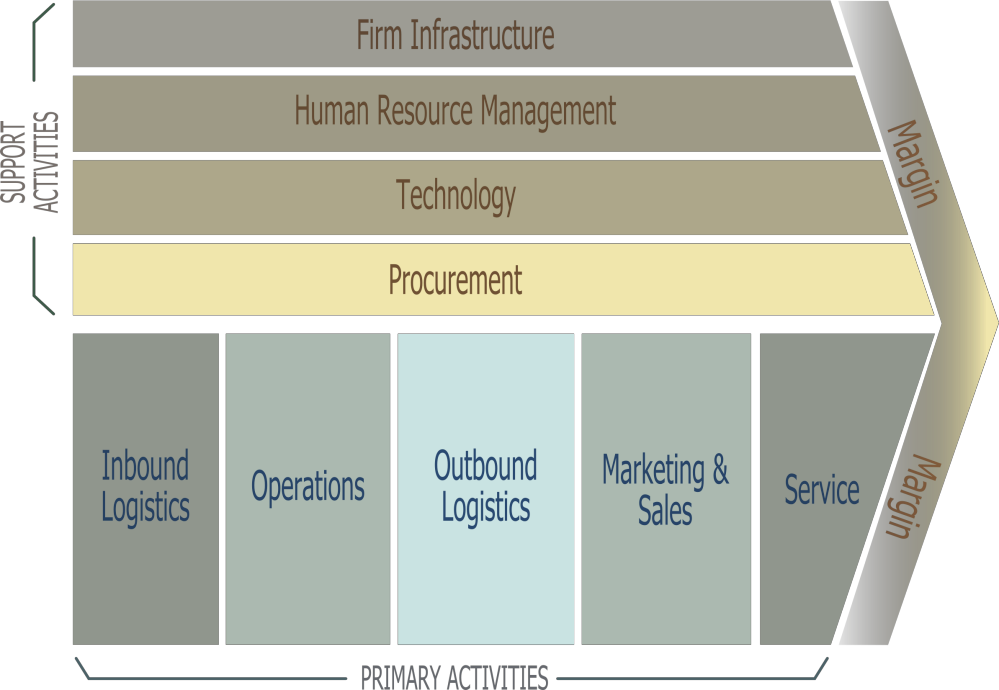 Firm Infrastructure
Human Resource Management
Technology
Procurement
SUPPORT
ACTIVITIES
Margin
Inbound
Logistics
Operations
Outbound
Logistics
Marketing &
Sales
Service
Margin
PRIMARY ACTIVITIES